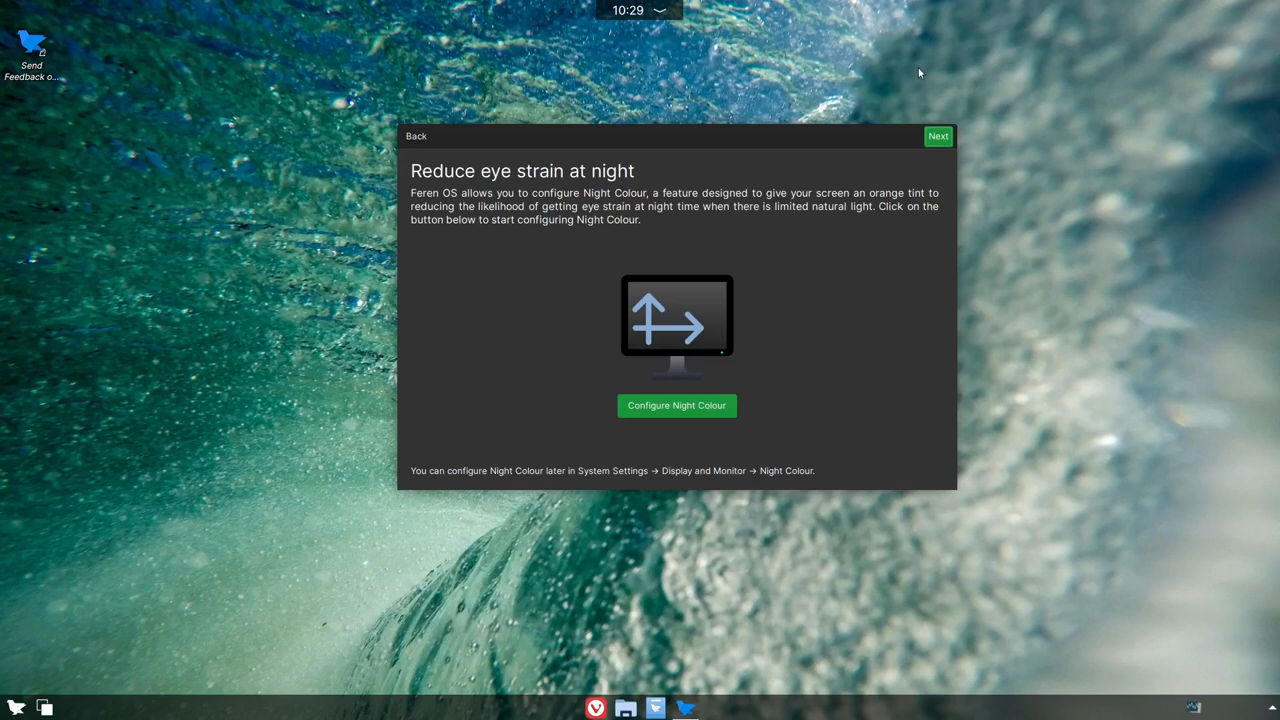 10:29
Send
Feedback o...
Back
Next
Reduce eye strain at night
Feren OS allows you to configure Night Colour, a feature designed to give your screen an orange tint to
reducing the likelihood of getting eye strain at night time when there is limited natural light. Click on the
button below to start configuring Night Colour.
Configure Night Colour
You can configure Night Colour later in System Settings → Display and Monitor → Night Colour.